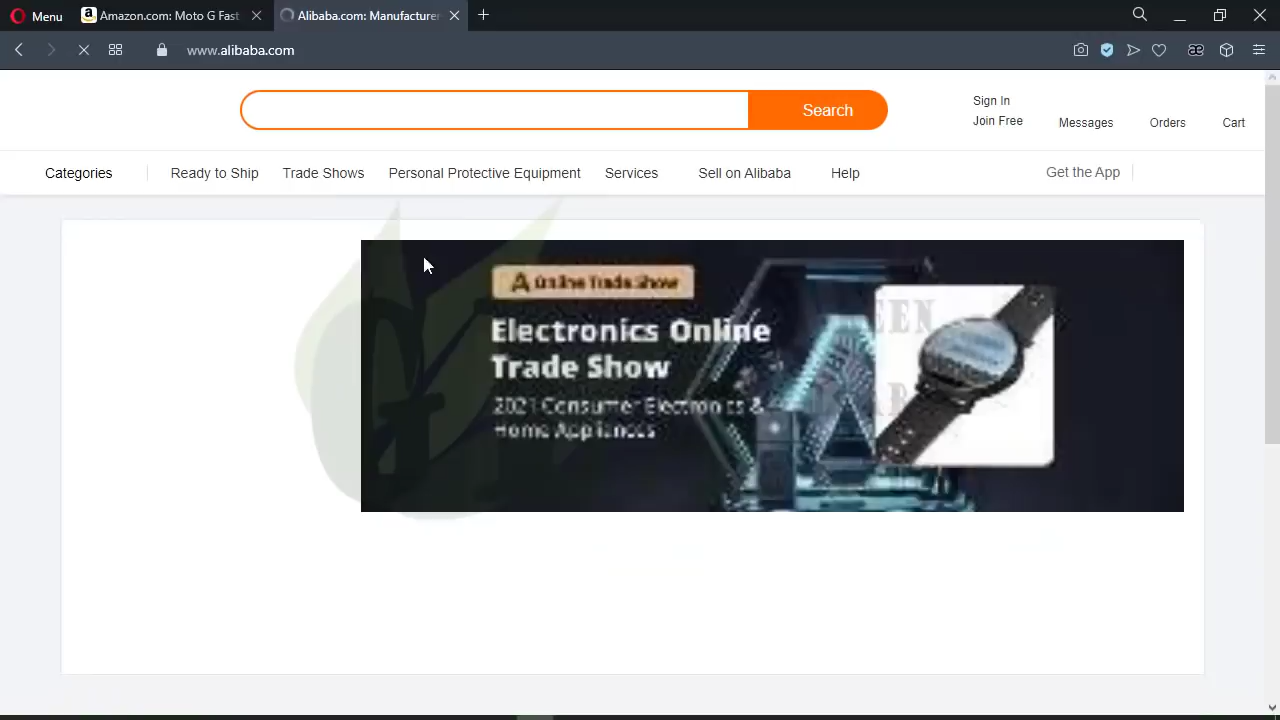 Menu
Amazon.com: Moto G Fast
Alibaba.com: Manufacturer
www.alibaba.com
Search
Sign In
Join Free
Messages
Orders
Cart
Categories
Ready to Ship
Trade Shows
Personal Protective Equipment
Services
Sell on Alibaba
Help
Get the App
Online Trade Show
Electronics Online
Trade Show
2021 Consumer Electronics &
Home Appliances